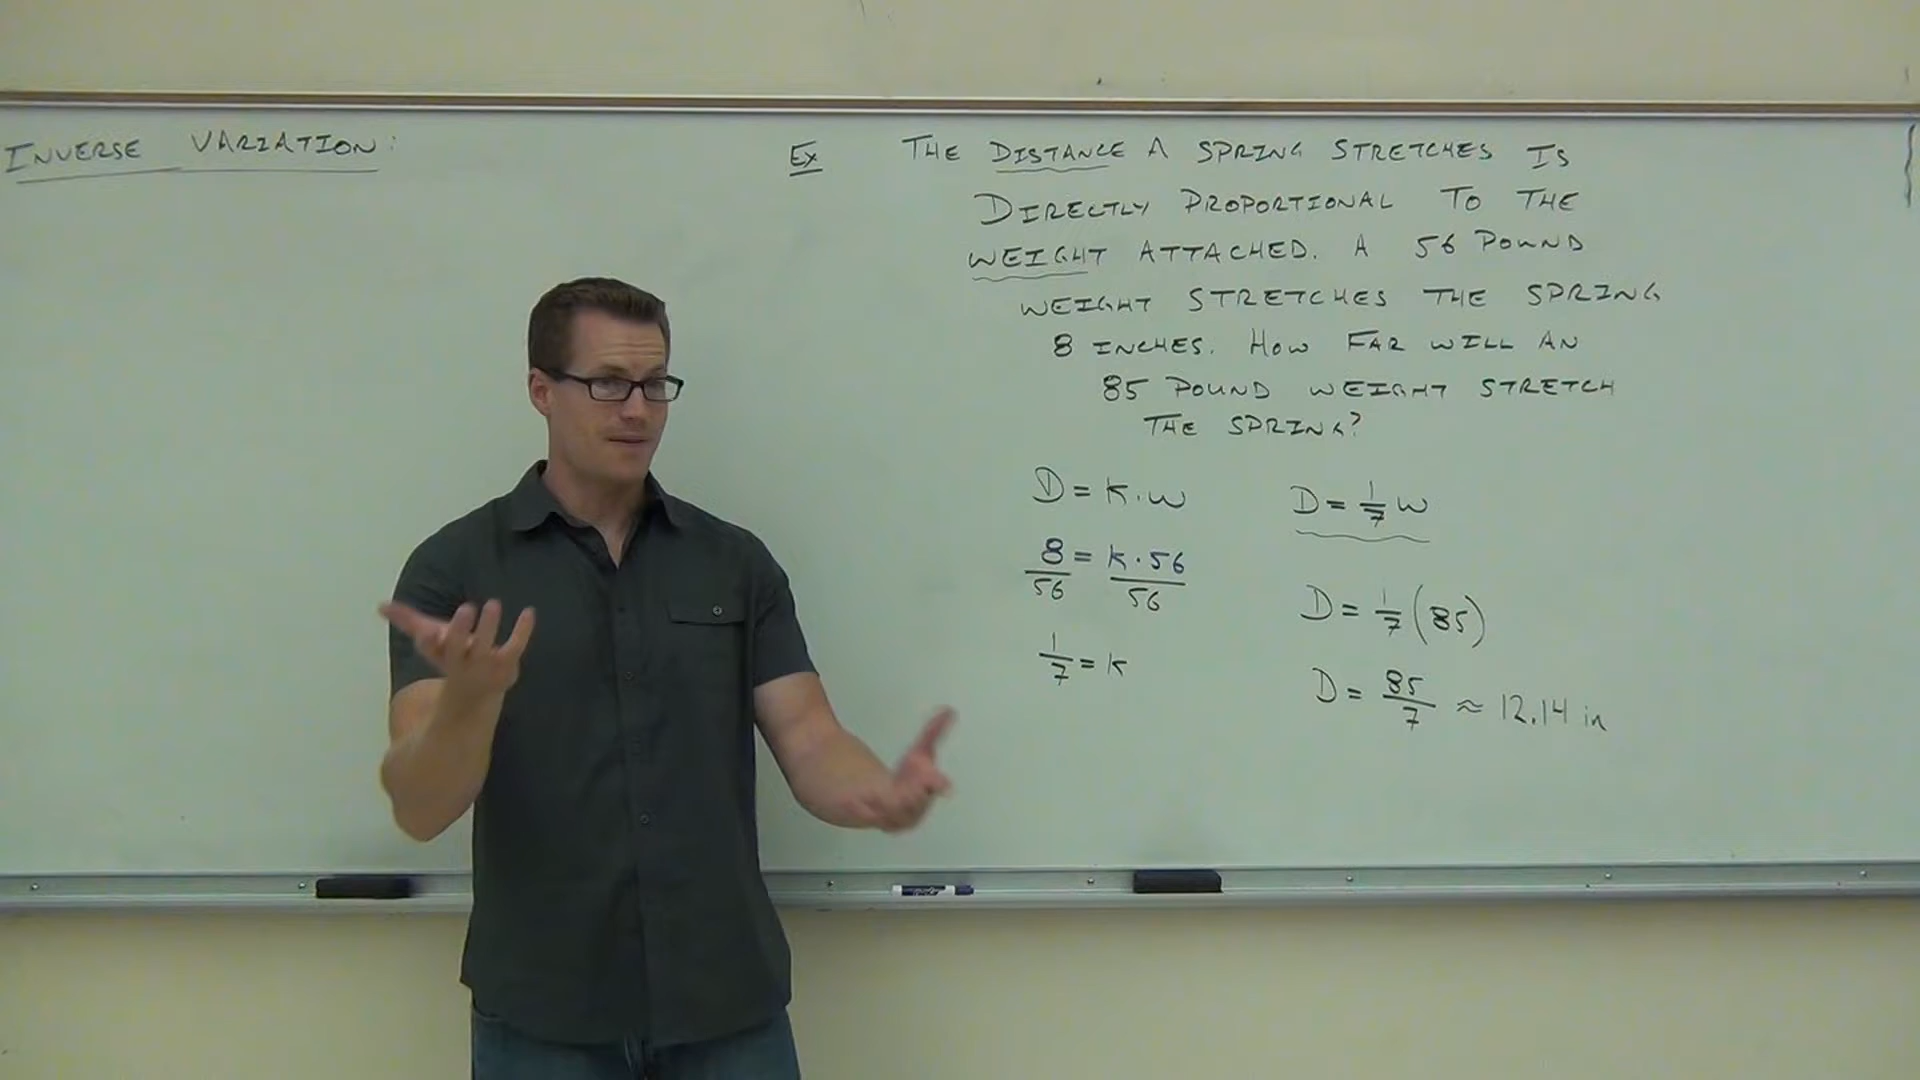 INVERSE VARIATION:
Ex THE DISTANCE A SPRING STRETCHES IS
DIRECTLY PROPORTIONAL TO THE
WEIGHT ATTACHED. A 56 POUND
WEIGHT STRETCHES THE SPRING
8 INCHES. HOW FAR WILL AN
85 POUND WEIGHT STRETCH
THE SPRING?
D = K · W
8/56 = K · 56/56
1/7 = K
D = 1/7 W
D = 1/7 (85)
D = 85/7 ≈ 12.14 in